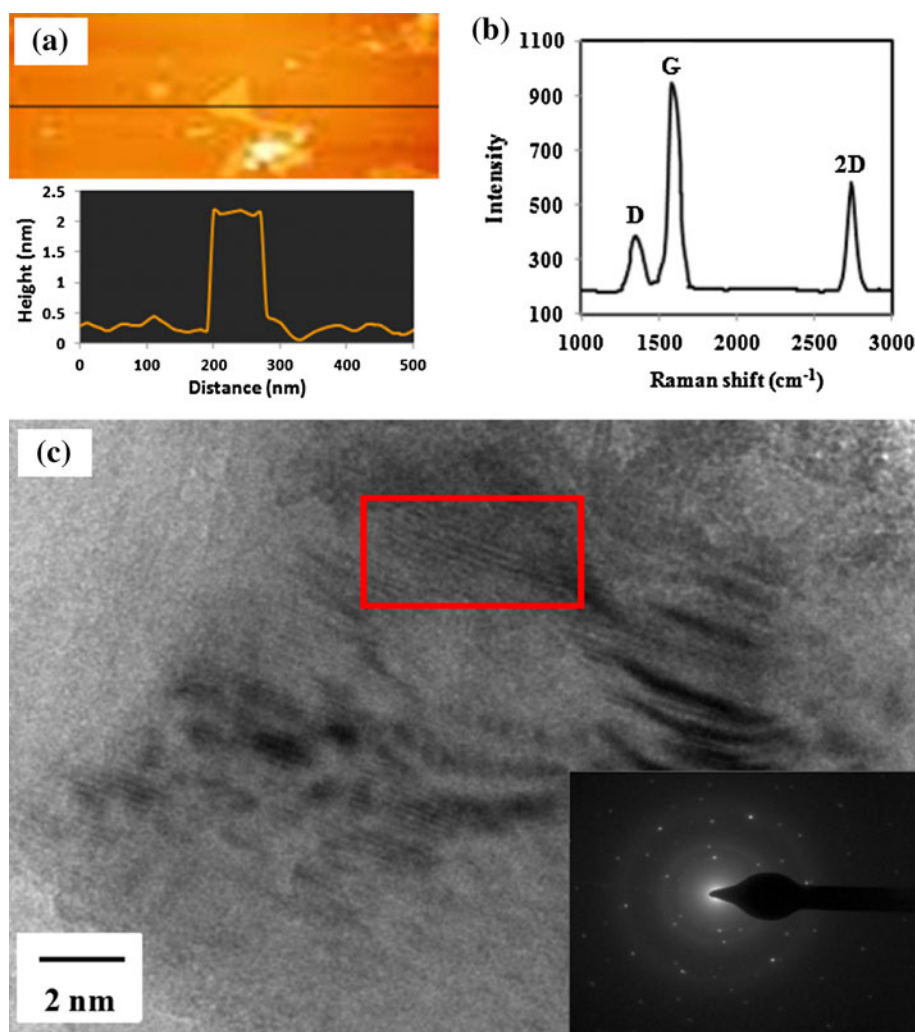 (a)
2.5
2
1.5
1
0.5
0
Height (nm)
0 100 200 300 400 500
Distance (nm)
(b)
1100
900
700
500
300
100
Intensity
G
D
2D
1000 1500 2000 2500 3000
Raman shift (cm⁻¹)
(c)
2 nm